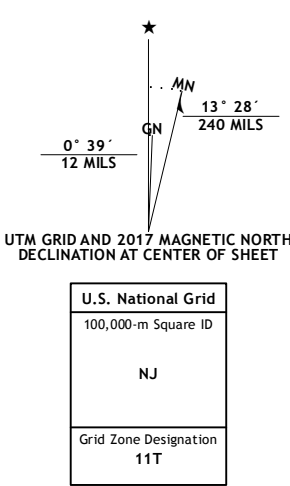 ★
MN
13° 28´
240 MILS
GN
0° 39´
12 MILS
UTM GRID AND 2017 MAGNETIC NORTH
DECLINATION AT CENTER OF SHEET
U.S. National Grid
100,000-m Square ID
NJ
Grid Zone Designation
11T